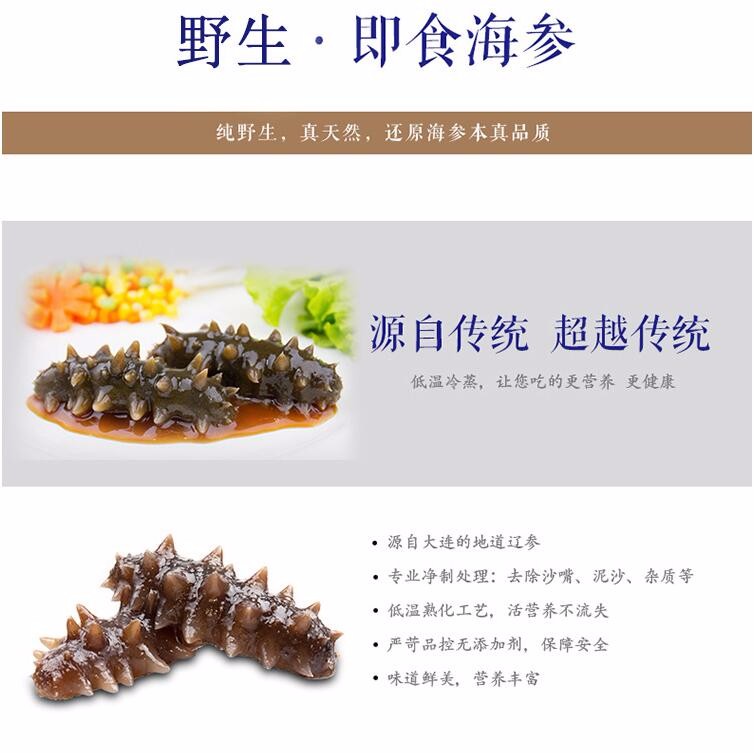 野生·即食海参
纯野生，真天然，还原海参本真品质
源自传统 超越传统
低温冷蒸，让您吃的更营养 更健康
• 源自大连的地道辽参
• 专业净制处理：去除沙嘴、泥沙、杂质等
• 低温熟化工艺，活营养不流失
• 严苛品控无添加剂，保障安全
• 味道鲜美，营养丰富